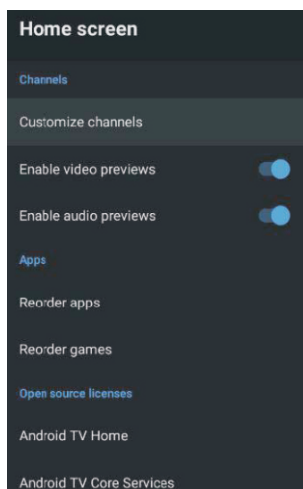 Home screen
Channels
Customize channels
Enable video previews
Enable audio previews
Apps
Reorder apps
Reorder games
Open source licenses
Android TV Home
Android TV Core Services